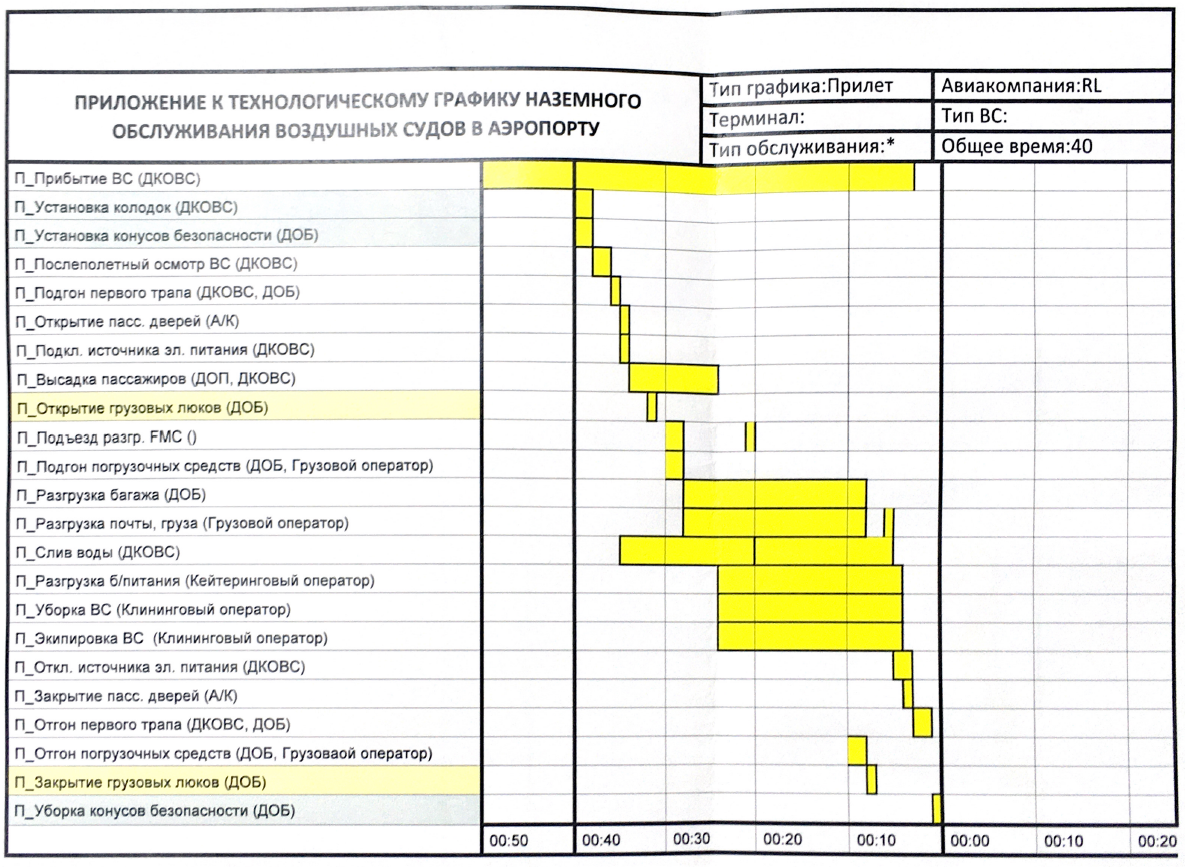 ПРИЛОЖЕНИЕ К ТЕХНОЛОГИЧЕСКОМУ ГРАФИКУ НАЗЕМНОГО
ОБСЛУЖИВАНИЯ ВОЗДУШНЫХ СУДОВ В АЭРОПОРТУ
Тип графика:Прилет
Авиакомпания:RL
Терминал:
Тип ВС:
Тип обслуживания:*
Общее время:40
П_Прибытие ВС (ДКОВС)
П_Установка колодок (ДКОВС)
П_Установка конусов безопасности (ДОБ)
П_Послеполетный осмотр ВС (ДКОВС)
П_Подгон первого трапа (ДКОВС, ДОБ)
П_Открытие пасс. дверей (А/К)
П_Подкл. источника эл. питания (ДКОВС)
П_Высадка пассажиров (ДОП, ДКОВС)
П_Открытие грузовых люков (ДОБ)
П_Подъезд разгр. FMC ()
П_Подгон погрузочных средств (ДОБ, Грузовой оператор)
П_Разгрузка багажа (ДОБ)
П_Разгрузка почты, груза (Грузовой оператор)
П_Слив воды (ДКОВС)
П_Разгрузка б/питания (Кейтеринговый оператор)
П_Уборка ВС (Клининговый оператор)
П_Экипировка ВС (Клининговый оператор)
П_Откл. источника эл. питания (ДКОВС)
П_Закрытие пасс. дверей (А/К)
П_Отгон первого трапа (ДКОВС, ДОБ)
П_Отгон погрузочных средств (ДОБ, Грузоваой оператор)
П_Закрытие грузовых люков (ДОБ)
П_Уборка конусов безопасности (ДОБ)
00:50 00:40 00:30 00:20 00:10 00:00 00:10 00:20